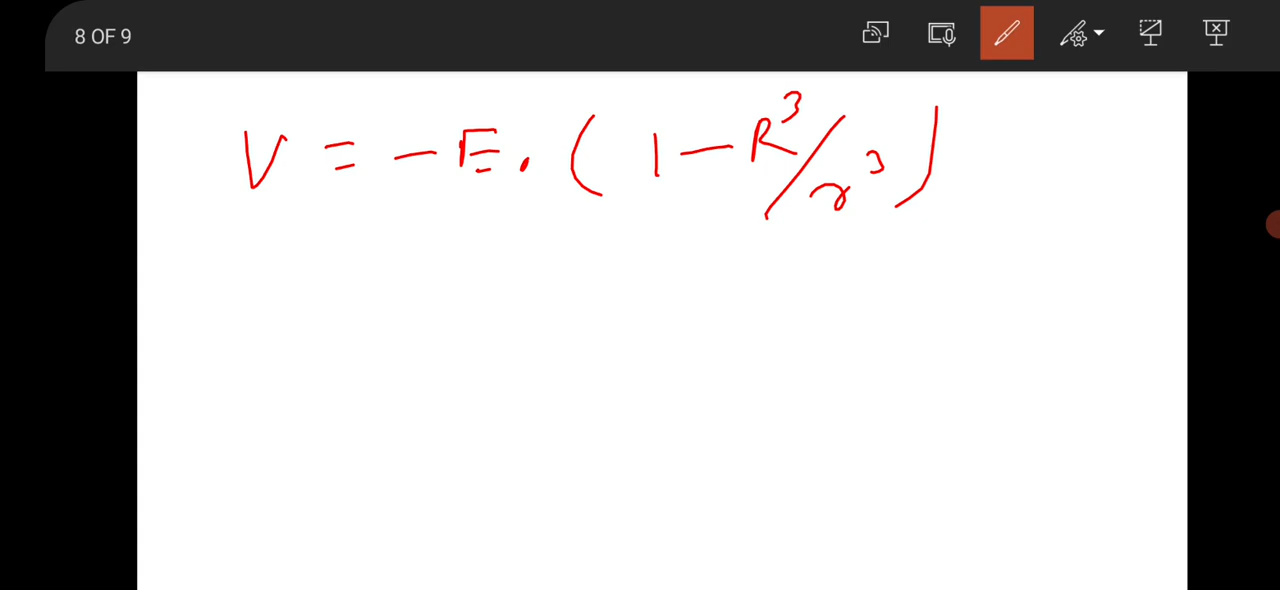 8 OF 9
V = - E . ( 1 - R³/r³ )